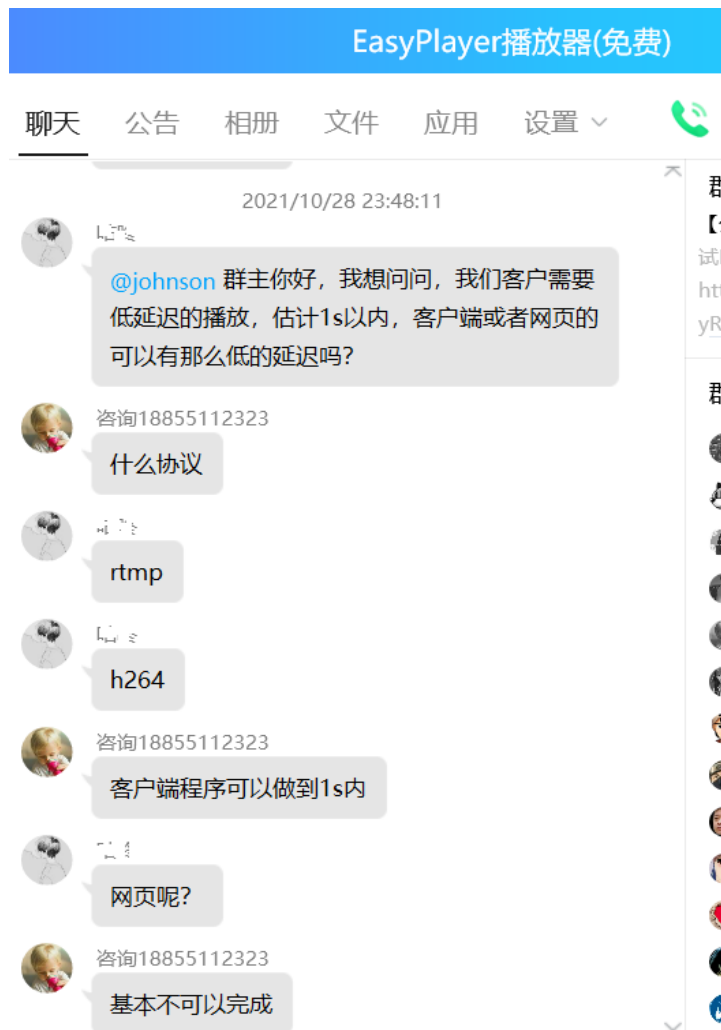 EasyPlayer播放器(免费)
聊天 公告 相册 文件 应用 设置
2021/10/28 23:48:11
@johnson 群主你好，我想问问，我们客户需要
低延迟的播放，估计1s以内，客户端或者网页的
可以有那么低的延迟吗?
咨询18855112323
什么协议
rtmp
h264
咨询18855112323
客户端程序可以做到1s内
网页呢?
咨询18855112323
基本不可以完成
群
试
htt
yR
群